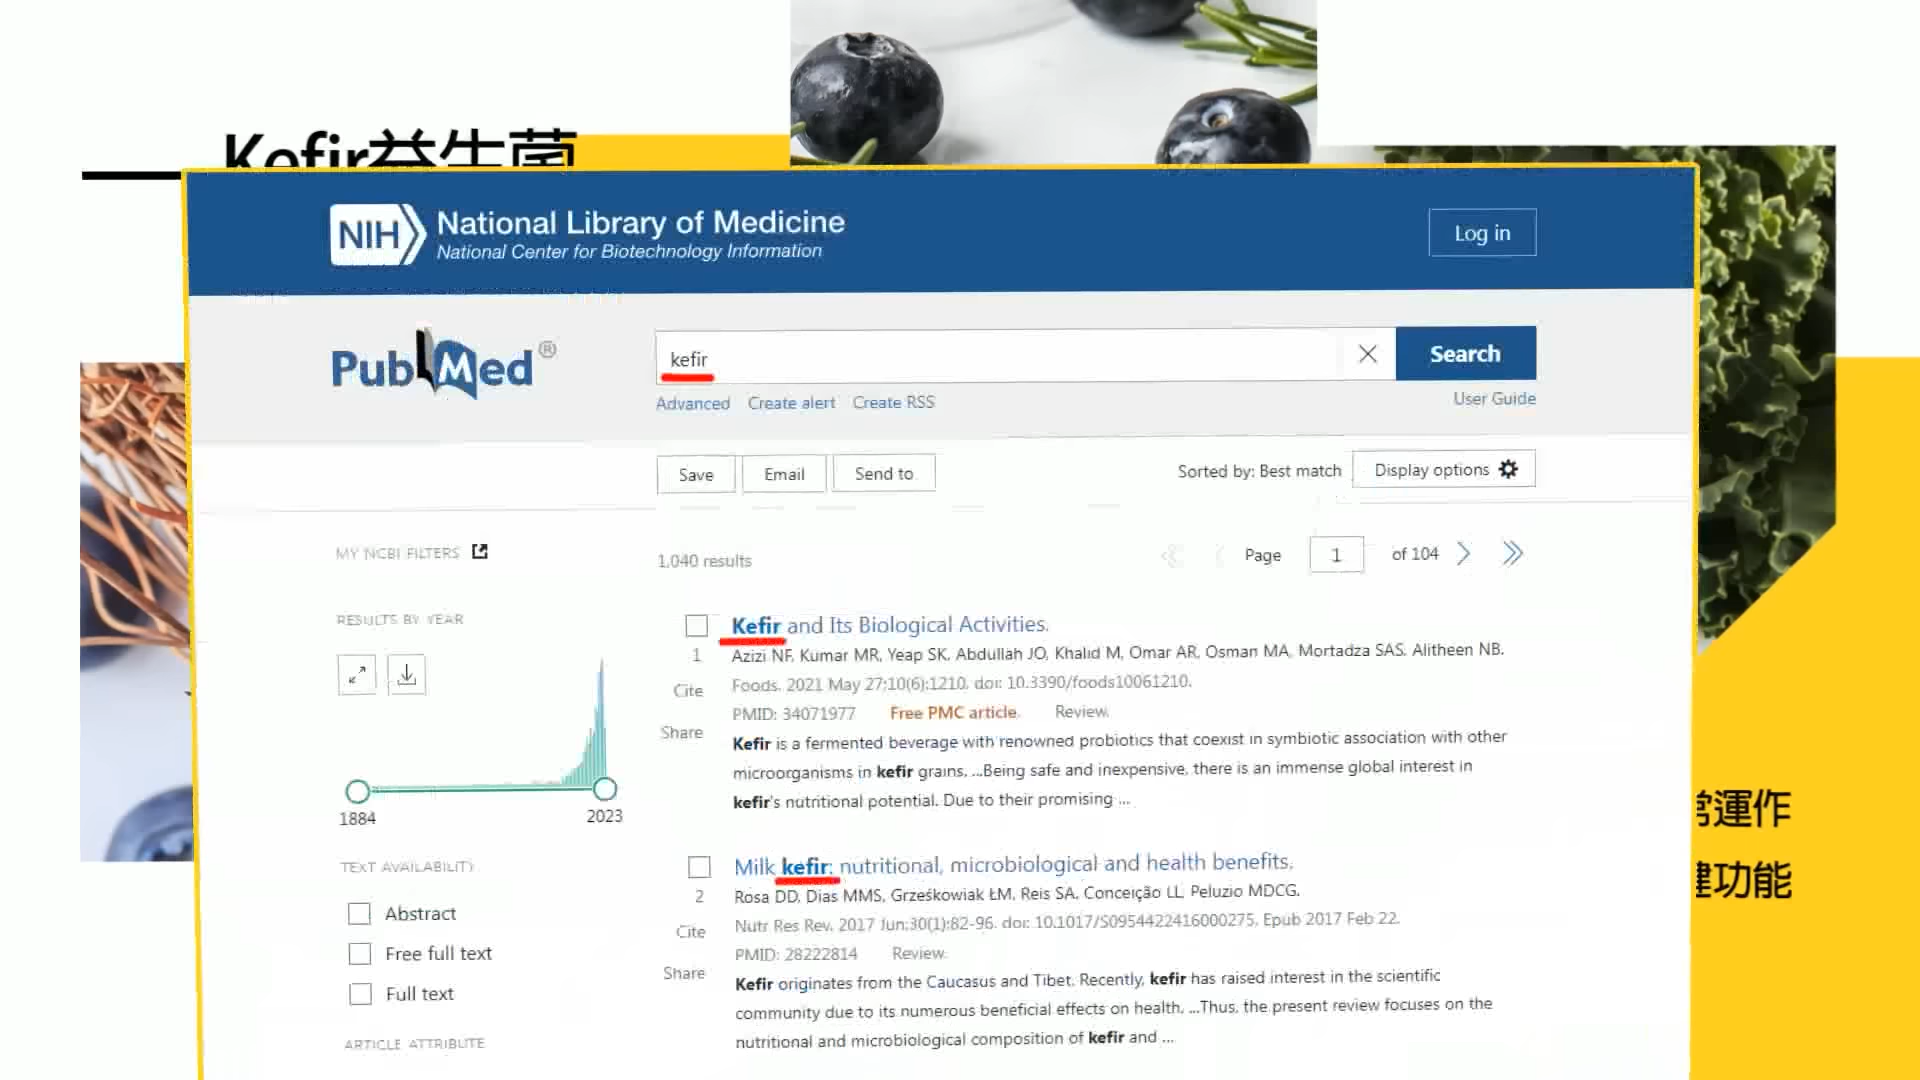 Kefir益生菌
NIH National Library of Medicine
National Center for Biotechnology Information
Log in
PubMed®
kefir
Search
Advanced Create alert Create RSS
User Guide
Save Email Send to
Sorted by: Best match
Display options
MY NCBI FILTERS
1,040 results
Page 1 of 104
RESULTS BY YEAR
1884 2023
TEXT AVAILABILITY
Abstract
Free full text
Full text
ARTICLE ATTRIBUTE
Kefir and Its Biological Activities.
1
Azizi NF, Kumar MR, Yeap SK, Abdullah JO, Khalid M, Omar AR, Osman MA, Mortadza SAS, Alitheen NB.
Cite
Foods. 2021 May 27;10(6):1210. doi: 10.3390/foods10061210.
PMID: 34071977 Free PMC article. Review.
Share
Kefir is a fermented beverage with renowned probiotics that coexist in symbiotic association with other
microorganisms in kefir grains. ...Being safe and inexpensive, there is an immense global interest in
kefir's nutritional potential. Due to their promising ...
Milk kefir: nutritional, microbiological and health benefits.
2
Rosa DD, Dias MMS, Grześkowiak ŁM, Reis SA, Conceição LL, Peluzio MDCG.
Cite
Nutr Res Rev. 2017 Jun;30(1):82-96. doi: 10.1017/S0954422416000275. Epub 2017 Feb 22.
PMID: 28222814 Review.
Share
Kefir originates from the Caucasus and Tibet. Recently, kefir has raised interest in the scientific
community due to its numerous beneficial effects on health. ...Thus, the present review focuses on the
nutritional and microbiological composition of kefir and ...
常運作
健功能